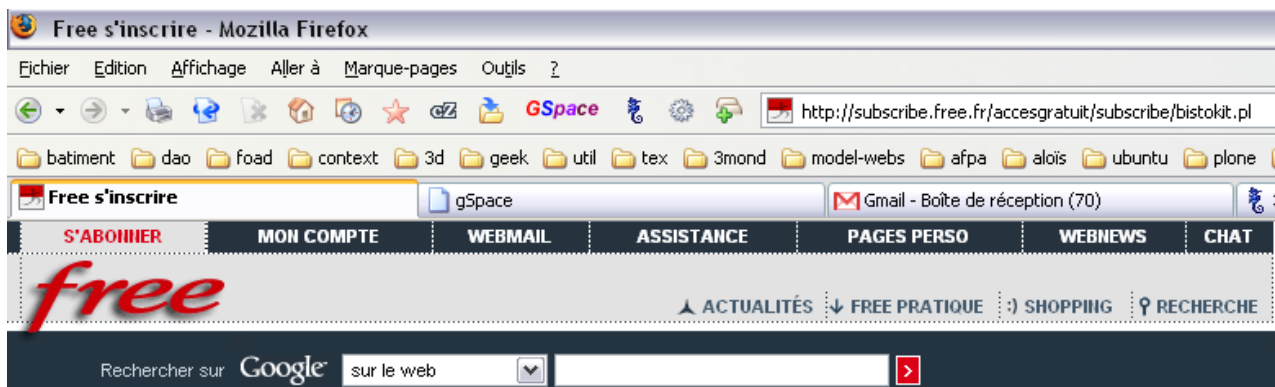 Free s'inscrire - Mozilla Firefox
Fichier Edition Affichage Aller à Marque-pages Outils ?
GSpace http://subscribe.free.fr/accesgratuit/subscribe/bistokit.pl
batiment dao foad context 3d geek util tex 3mond model-webs afpa aloïs ubuntu plone
Free s'inscrire gSpace Gmail - Boîte de réception (70)
S'ABONNER MON COMPTE WEBMAIL ASSISTANCE PAGES PERSO WEBNEWS CHAT
free
ACTUALITÉS FREE PRATIQUE :) SHOPPING RECHERCHE
Rechercher sur Google sur le web